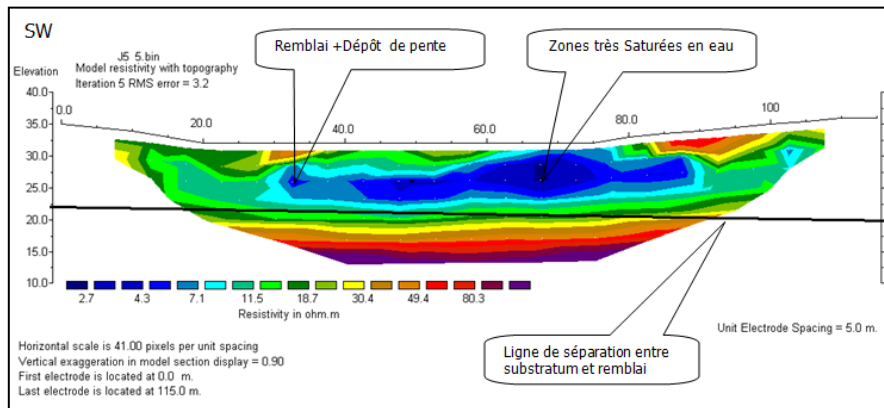 SW
Remblai +Dépôt de pente
Zones très Saturées en eau
J5 5.bin
Model resistivity with topography
Iteration 5 RMS error = 3.2
Elevation
40.0
35.0
30.0
25.0
20.0
15.0
10.0
0.0
20.0
40.0
60.0
80.0
100
2.7 4.3 7.1 11.5 18.7 30.4 49.4 80.3
Resistivity in ohm.m
Unit Electrode Spacing = 5.0 m.
Ligne de séparation entre
substratum et remblai
Horizontal scale is 41.00 pixels per unit spacing
Vertical exaggeration in model section display = 0.90
First electrode is located at 0.0 m.
Last electrode is located at 115.0 m.